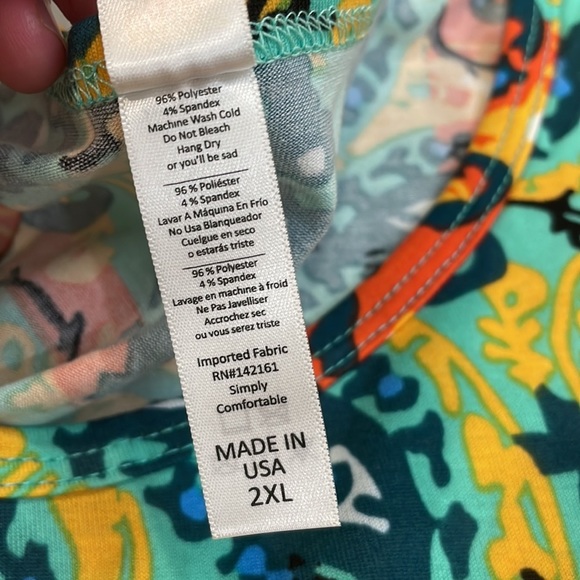 96% Polyester
4% Spandex
Machine Wash Cold
Do Not Bleach
Hang Dry
or you'll be sad
96% Poliéster
4% Spandex
Lavar A Máquina En Frío
No Usa Blanqueador
Cuelgue en seco
o estarás triste
96% Polyester
4% Spandex
Lavage en machine à froid
Ne Pas Javelliser
Accrochez sec
ou vous serez triste
Imported Fabric
RN#142161
Simply
Comfortable
MADE IN
USA
2XL